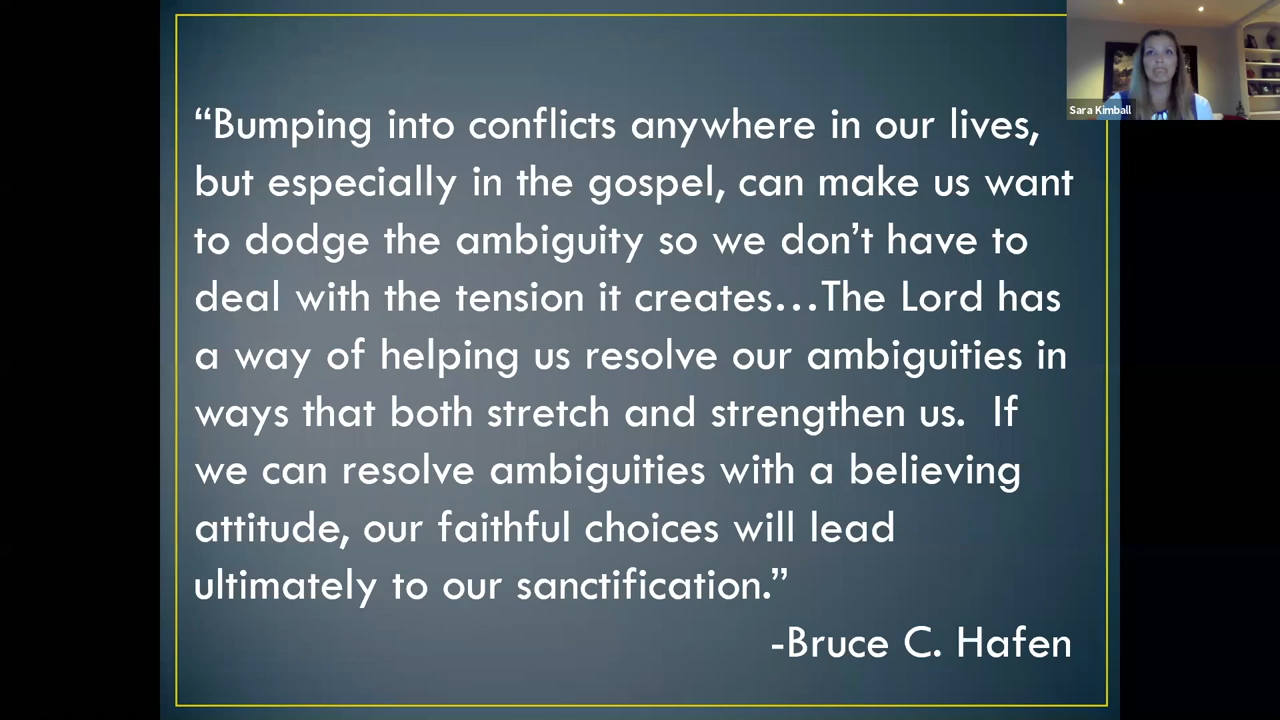 “Bumping into conflicts anywhere in our lives,
but especially in the gospel, can make us want
to dodge the ambiguity so we don’t have to
deal with the tension it creates…The Lord has
a way of helping us resolve our ambiguities in
ways that both stretch and strengthen us.  If
we can resolve ambiguities with a believing
attitude, our faithful choices will lead
ultimately to our sanctification.”
-Bruce C. Hafen
Sara Kimball